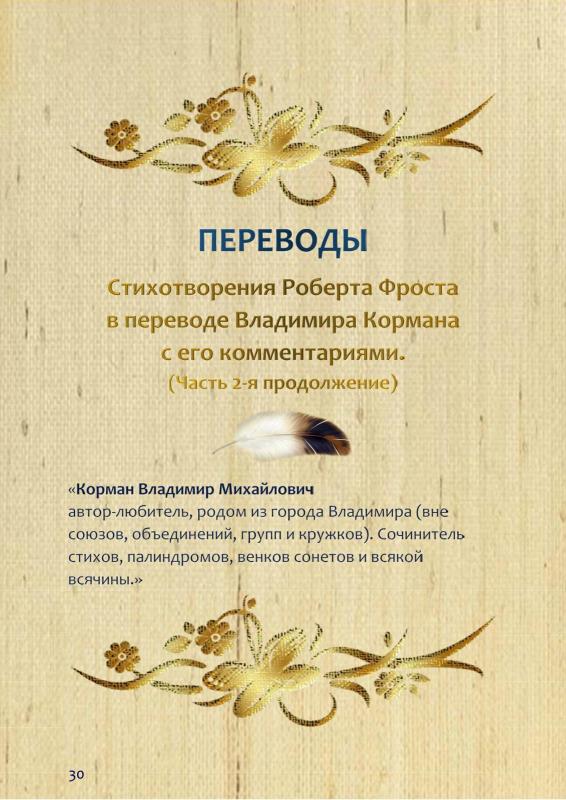 ПЕРЕВОДЫ
Стихотворения Роберта Фроста
в переводе Владимира Кормана
с его комментариями.
(Часть 2-я продолжение)
«Корман Владимир Михайлович
автор-любитель, родом из города Владимира (вне
союзов, объединений, групп и кружков). Сочинитель
стихов, палиндромов, венков сонетов и всякой
всячины.»
30